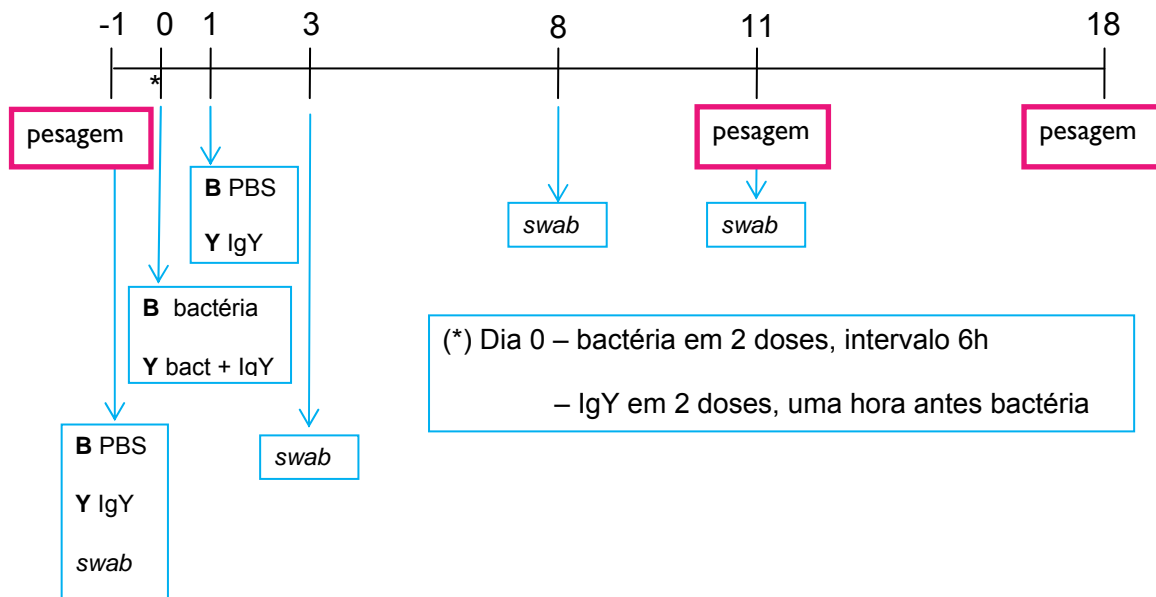 -1 0 1 3 8 11 18
*
pesagem
pesagem
pesagem
B PBS
Y IgY
swab
swab
B bactéria
Y bact + IgY
(*) Dia 0 – bactéria em 2 doses, intervalo 6h
– IgY em 2 doses, uma hora antes bactéria
B PBS
Y IgY
swab
swab